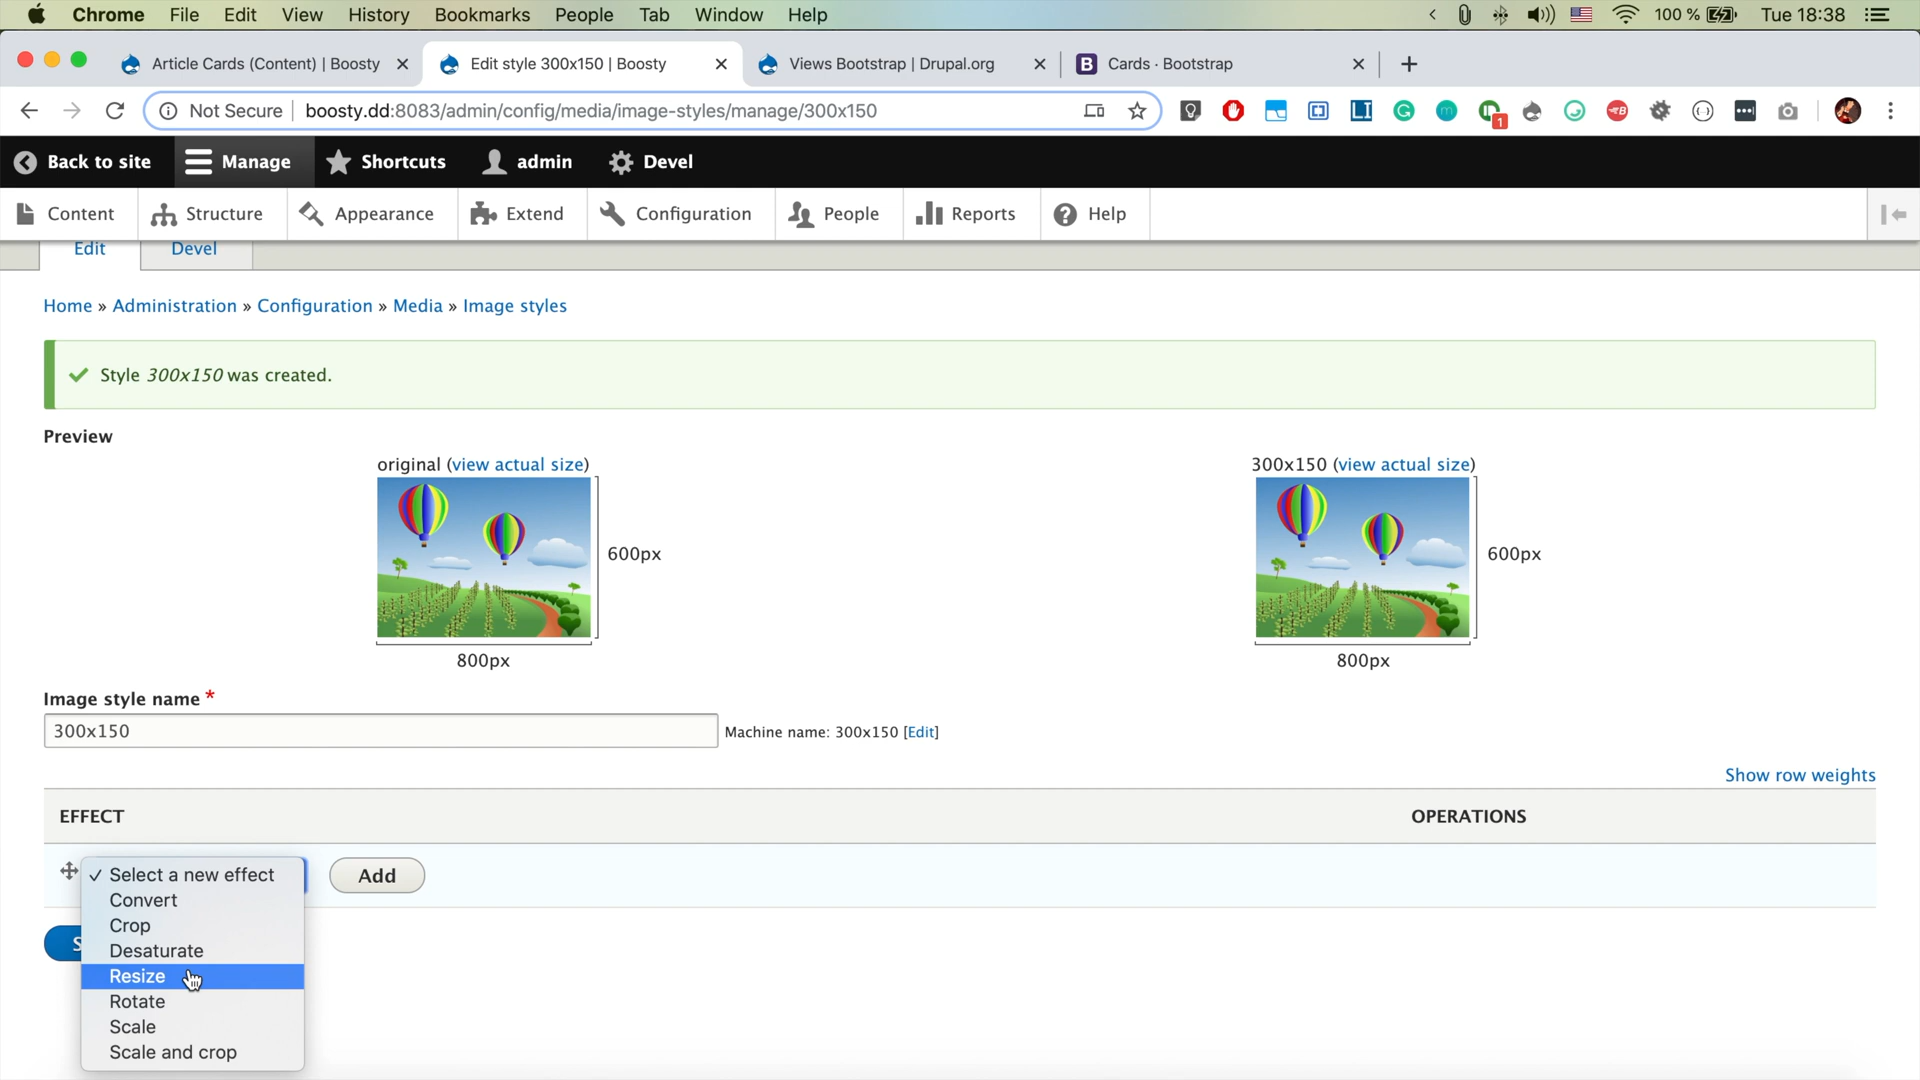 Chrome File Edit View History Bookmarks People Tab Window Help 100 % Tue 18:38
Article Cards (Content) | Boosty Edit style 300x150 | Boosty Views Bootstrap | Drupal.org B Cards · Bootstrap
Not Secure boosty.dd:8083/admin/config/media/image-styles/manage/300x150 1
Back to site Manage Shortcuts admin Devel
Content Structure Appearance Extend Configuration People Reports Help
Edit Devel
Home » Administration » Configuration » Media » Image styles
Style 300x150 was created.
Preview
original (view actual size) 300x150 (view actual size)
600px 600px
800px 800px
Image style name *
300x150 Machine name: 300x150 [Edit]
Show row weights
EFFECT OPERATIONS
✓ Select a new effect Add
Convert
Crop
Desaturate
Resize
Rotate
Scale
Scale and crop